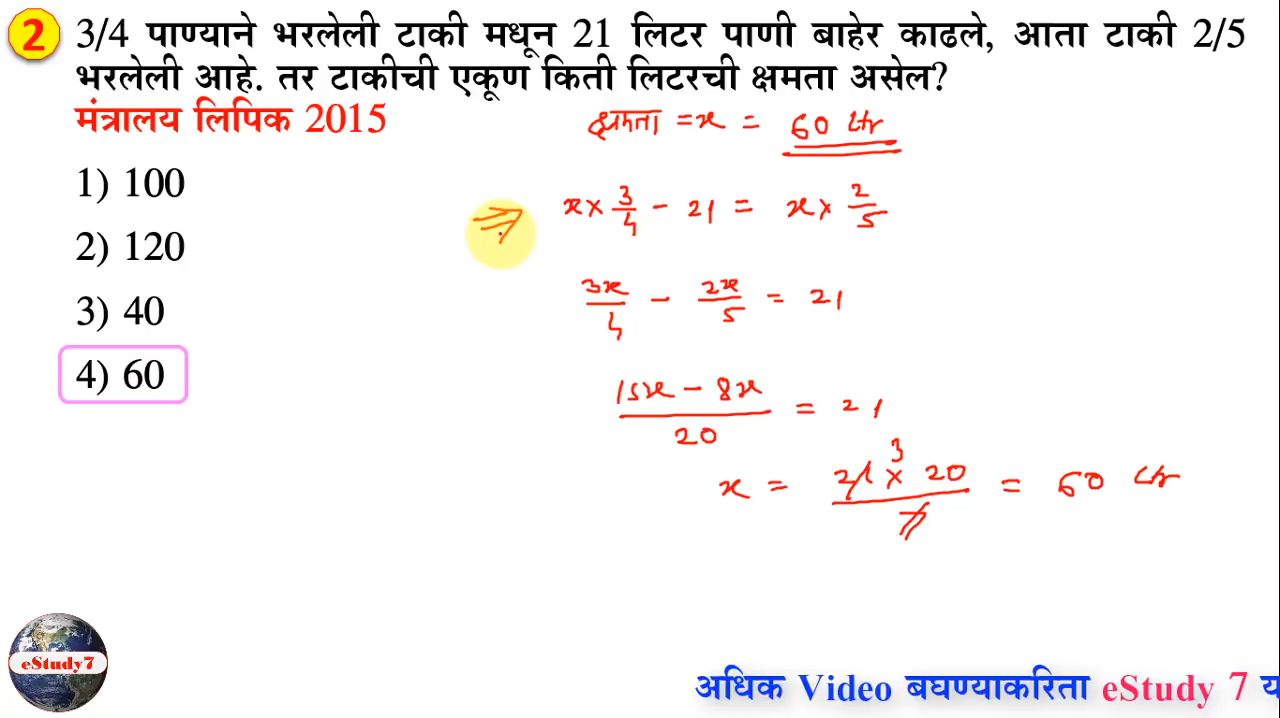 2 3/4 पाण्याने भरलेली टाकी मधून 21 लिटर पाणी बाहेर काढले, आता टाकी 2/5
भरलेली आहे. तर टाकीची एकूण किती लिटरची क्षमता असेल?
मंत्रालय लिपिक 2015
क्षमता = x = 60 ltr
1) 100
x × 3/4 - 21 = x × 2/5
2) 120
3x/4 - 2x/5 = 21
3) 40
4) 60
15x - 8x/20 = 21
x = 21 × 20/7 = 60 ltr
3
eStudy7
अधिक Video बघण्याकरिता eStudy 7 य